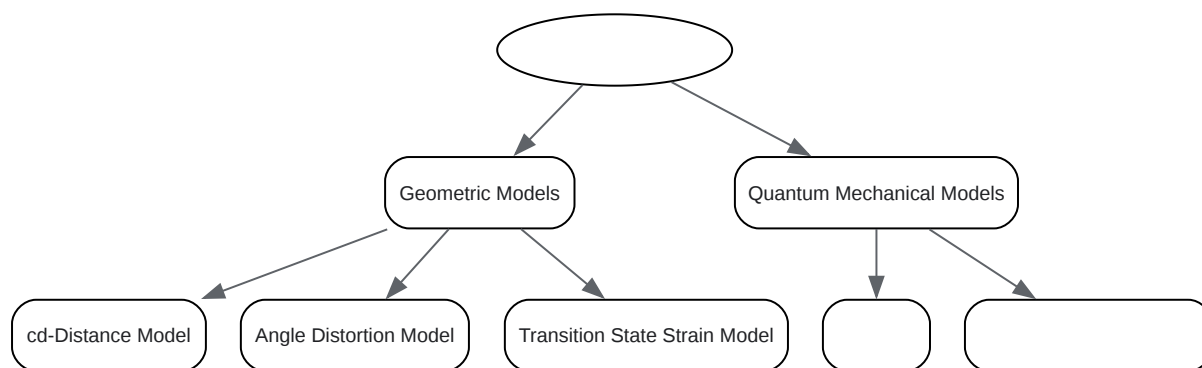 Geometric Models
Quantum Mechanical Models
cd-Distance Model
Angle Distortion Model
Transition State Strain Model